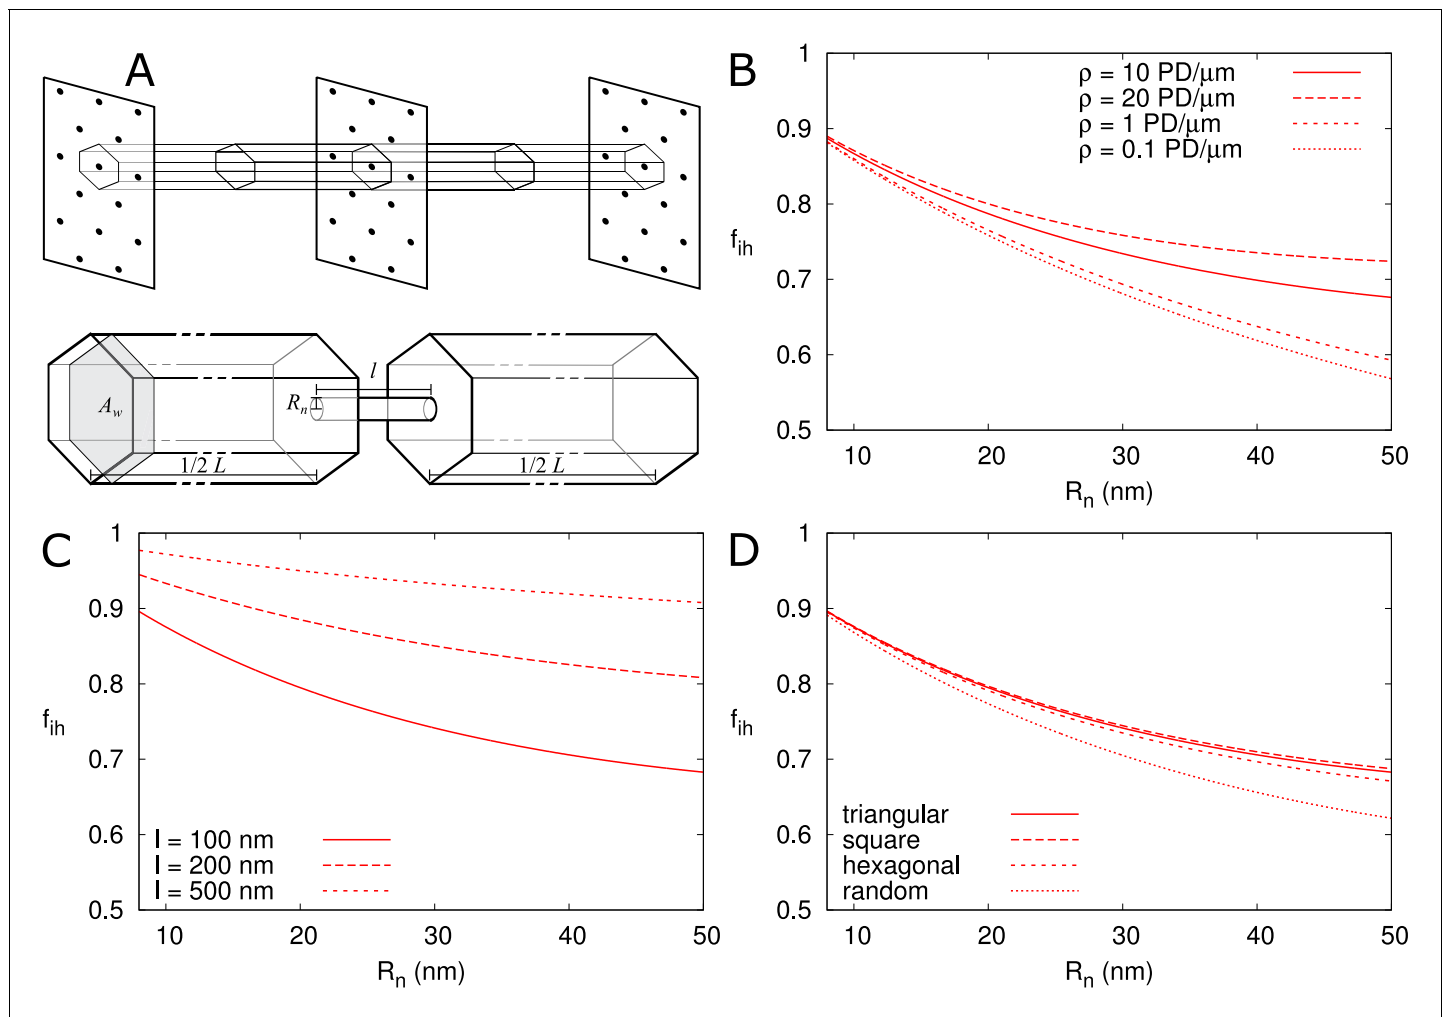 A
A_w
R_n
l
1/2 L
1/2 L
B
ρ = 10 PD/μm
ρ = 20 PD/μm
ρ = 1 PD/μm
ρ = 0.1 PD/μm
1
0.9
0.8
0.7
0.6
0.5
f_ih
10 20 30 40 50
R_n (nm)
C
1
0.9
0.8
0.7
0.6
0.5
f_ih
l = 100 nm
l = 200 nm
l = 500 nm
10 20 30 40 50
R_n (nm)
D
1
0.9
0.8
0.7
0.6
0.5
f_ih
triangular
square
hexagonal
random
10 20 30 40 50
R_n (nm)